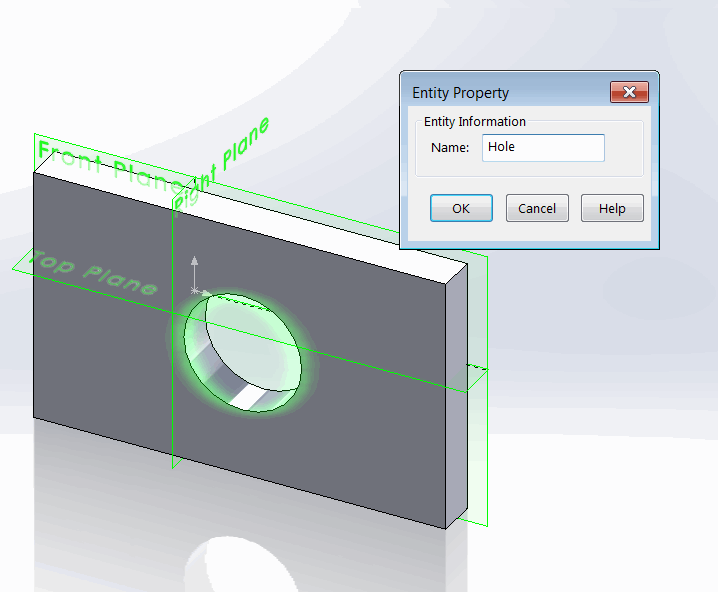 Entity Property
Entity Information
Name: Hole
OK Cancel Help
Front Plane
Right Plane
Top Plane